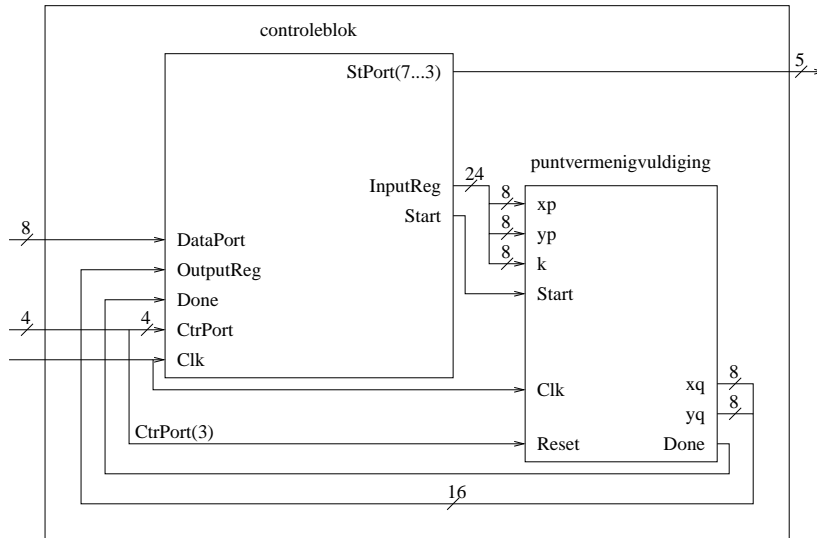 controleblok
StPort(7...3)
5
puntvermenigvuldiging
InputReg
24
8
xp
Start
8
yp
8
DataPort
8
k
OutputReg
Start
Done
4
4
CtrPort
Clk
Clk
xq
8
yq
8
CtrPort(3)
Reset
Done
16